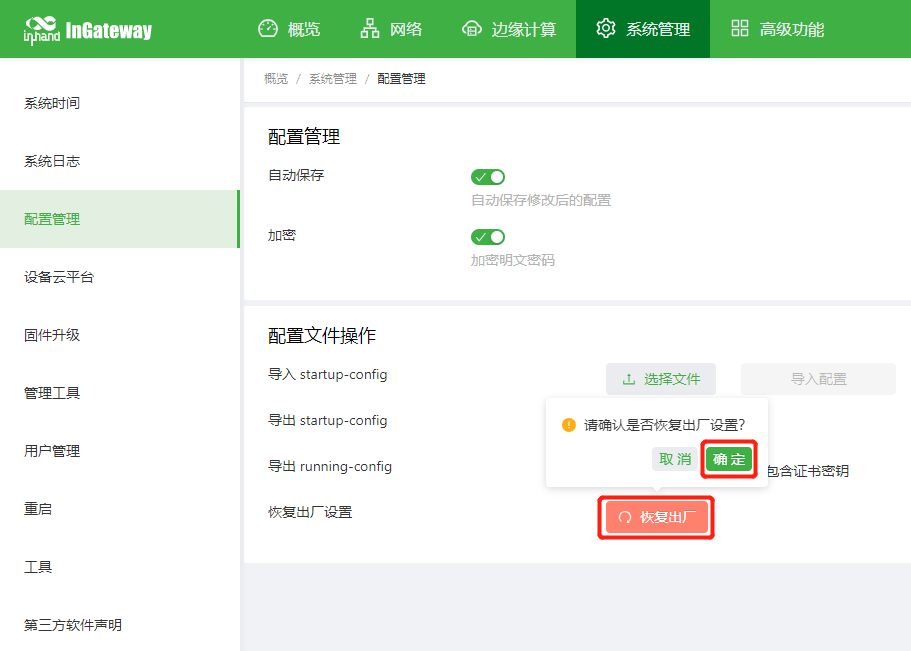 inhand InGateway
概览
网络
边缘计算
系统管理
高级功能
系统时间
系统日志
配置管理
设备云平台
固件升级
管理工具
用户管理
重启
工具
第三方软件声明
概览 / 系统管理 / 配置管理
配置管理
自动保存
自动保存修改后的配置
加密
加密明文密码
配置文件操作
导入 startup-config
选择文件
导入配置
导出 startup-config
请确认是否恢复出厂设置？
取 消
确 定
导出 running-config
包含证书密钥
恢复出厂设置
恢复出厂